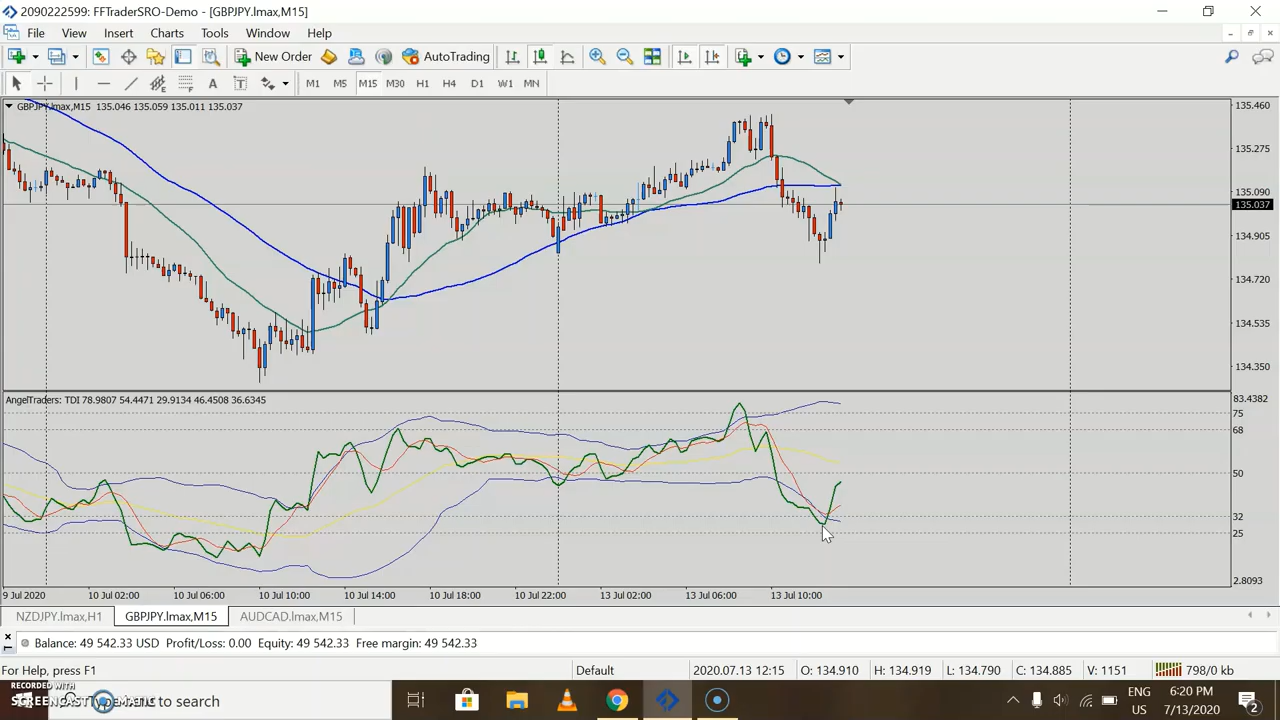 2090222599: FFTraderSRO-Demo - [GBPJPY.lmax,M15]
File View Insert Charts Tools Window Help
New Order AutoTrading
A T M1 M5 M15 M30 H1 H4 D1 W1 MN
GBPJPY.lmax,M15 135.046 135.059 135.011 135.037
135.460
135.275
135.090
135.037
134.905
134.720
134.535
134.350
AngelTraders: TDI 78.9807 54.4471 29.9134 46.4508 36.6345
83.4382
75
68
50
32
25
2.8093
9 Jul 2020 10 Jul 02:00 10 Jul 06:00 10 Jul 10:00 10 Jul 14:00 10 Jul 18:00 10 Jul 22:00 13 Jul 02:00 13 Jul 06:00 13 Jul 10:00
NZDJPY.lmax,H1 GBPJPY.lmax,M15 AUDCAD.lmax,M15
Balance: 49 542.33 USD Profit/Loss: 0.00 Equity: 49 542.33 Free margin: 49 542.33
For Help, press F1 Default 2020.07.13 12:15 O: 134.910 H: 134.919 L: 134.790 C: 134.885 V: 1151 798/0 kb
RECORDED WITH
SCREENCAST MATIC
Type here to search
ENG
US
6:20 PM
7/13/2020
2